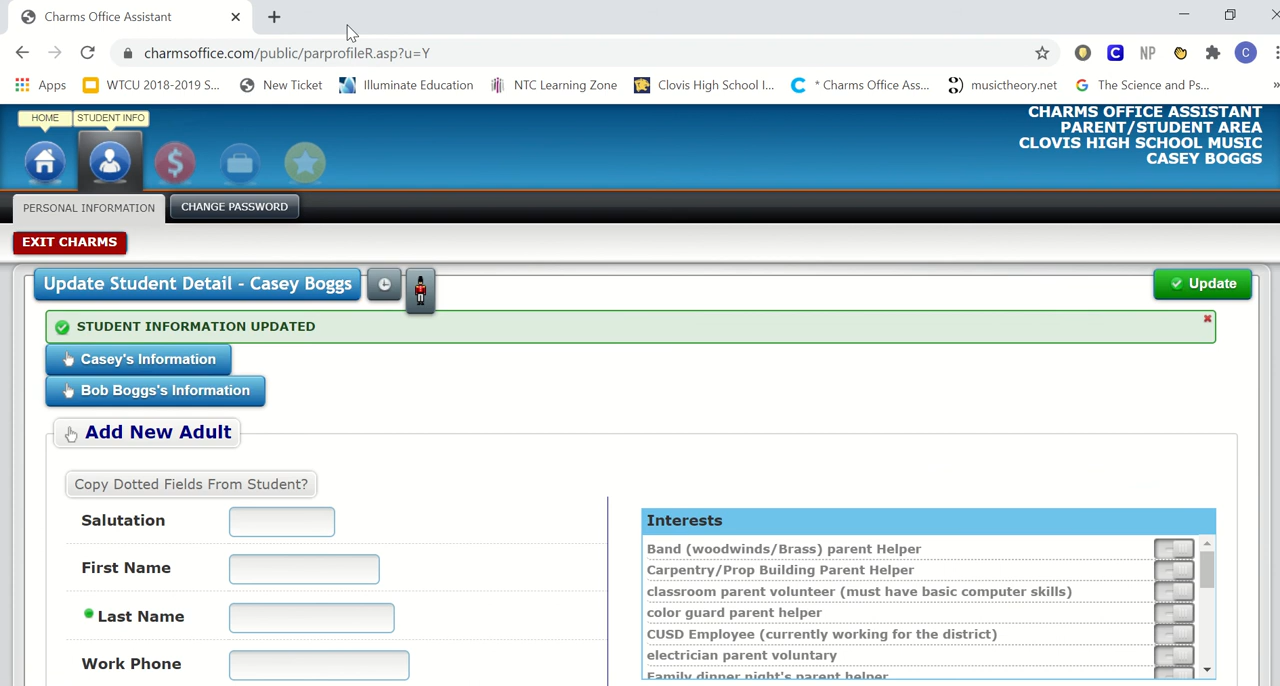 Charms Office Assistant
charmsoffice.com/public/parprofileR.asp?u=Y
C
NP
C
Apps
WTCU 2018-2019 S...
New Ticket
Illuminate Education
NTC Learning Zone
Clovis High School I...
* Charms Office Ass...
musictheory.net
The Science and Ps...
»
HOME
STUDENT INFO
CHARMS OFFICE ASSISTANT
PARENT/STUDENT AREA
CLOVIS HIGH SCHOOL MUSIC
CASEY BOGGS
PERSONAL INFORMATION
CHANGE PASSWORD
EXIT CHARMS
Update Student Detail - Casey Boggs
Update
STUDENT INFORMATION UPDATED
Casey's Information
Bob Boggs's Information
Add New Adult
Copy Dotted Fields From Student?
Salutation
First Name
Last Name
Work Phone
Interests
Band (woodwinds/Brass) parent Helper
Carpentry/Prop Building Parent Helper
classroom parent volunteer (must have basic computer skills)
color guard parent helper
CUSD Employee (currently working for the district)
electrician parent voluntary
Family dinner night's parent helper